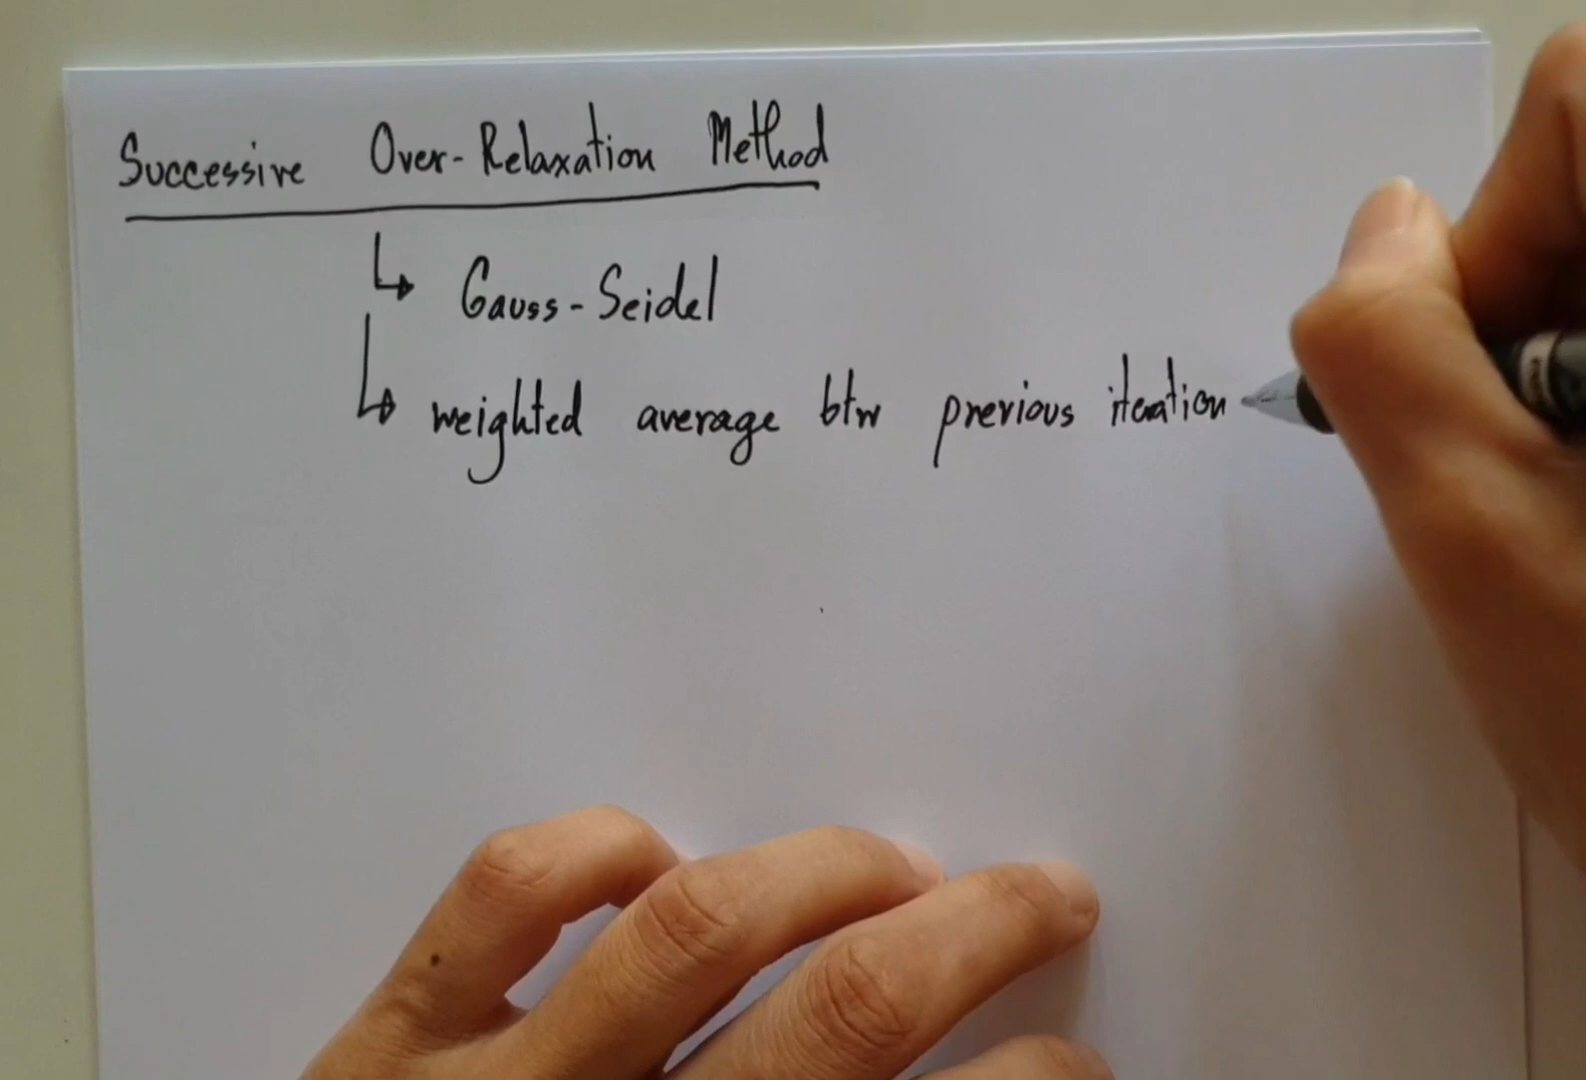 Successive Over-Relaxation Method
↳ Gauss-Seidel
↳ weighted average btw previous iteration